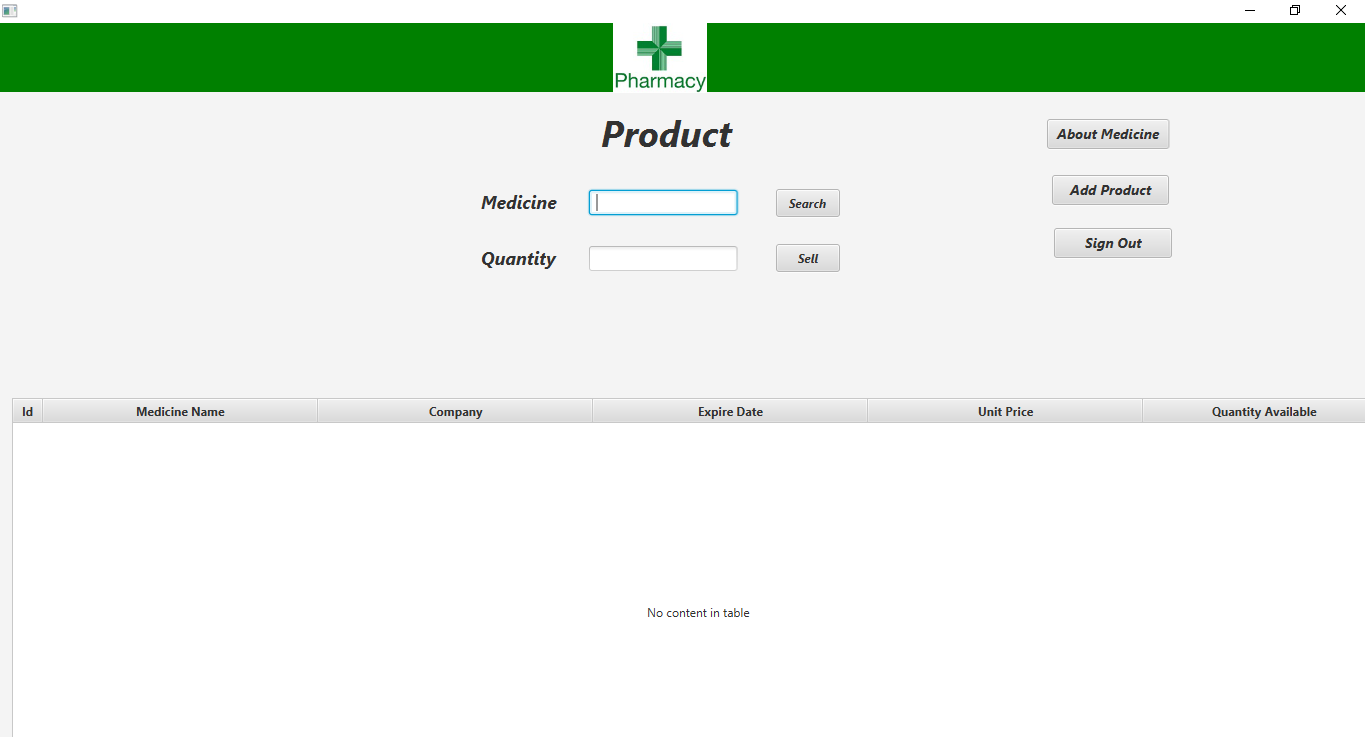 Pharmacy
Product
About Medicine
Medicine
Search
Add Product
Quantity
Sell
Sign Out
Id Medicine Name Company Expire Date Unit Price Quantity Available
No content in table